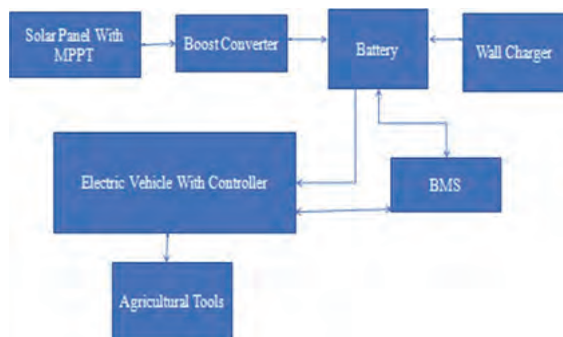 Solar Panel With
MPPT
Boost Converter
Battery
Wall Charger
Electric Vehicle With Controller
BMS
Agricultural Tools